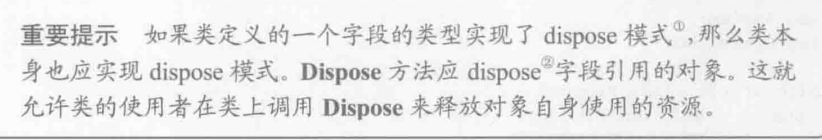 重要提示 如果类定义的一个字段的类型实现了 dispose 模式①,那么类本
身也应实现 dispose 模式。Dispose 方法应 dispose②字段引用的对象。这就
允许类的使用者在类上调用 Dispose 来释放对象自身使用的资源。